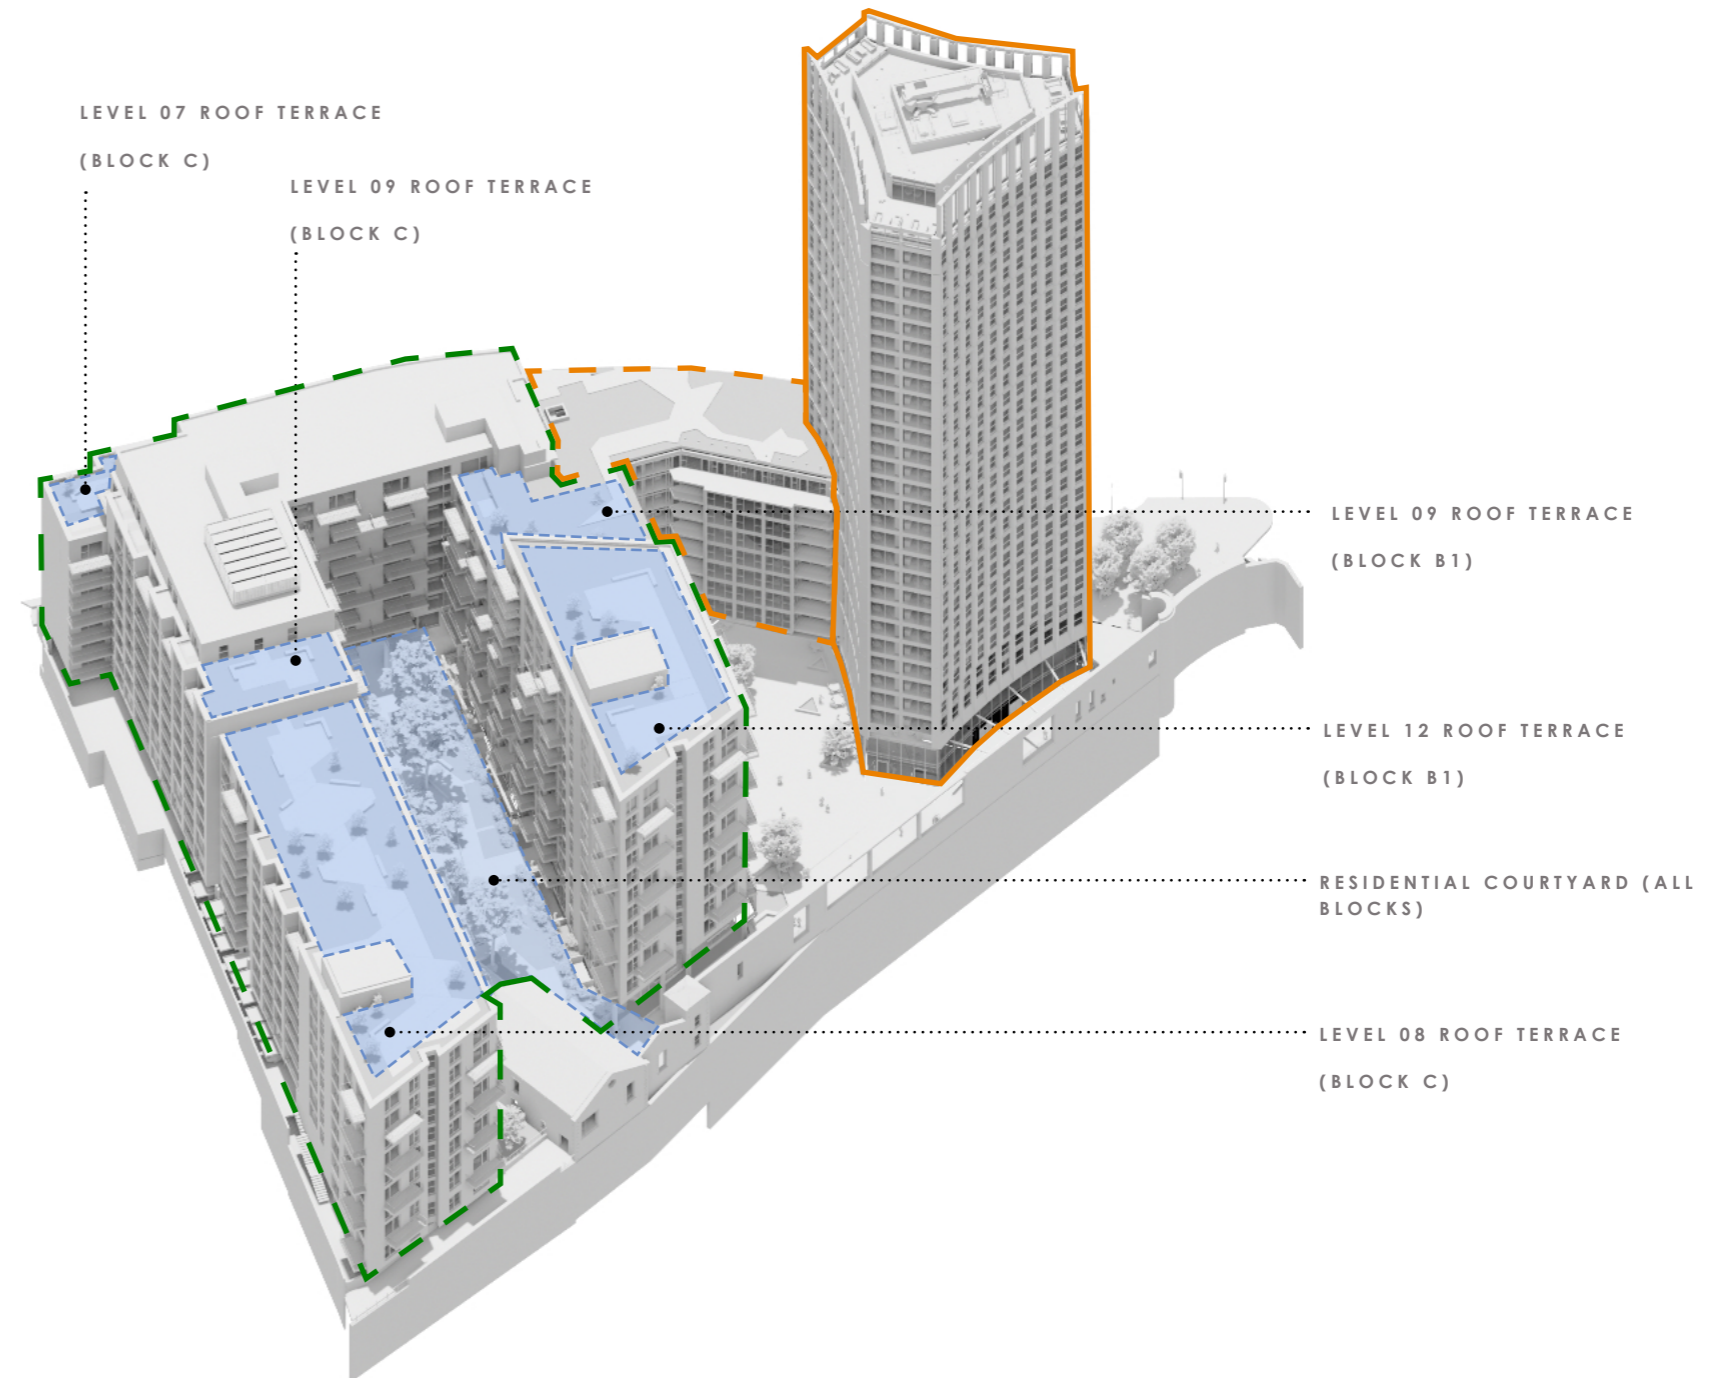 LEVEL 07 ROOF TERRACE
(BLOCK C)
LEVEL 09 ROOF TERRACE
(BLOCK C)
LEVEL 09 ROOF TERRACE
(BLOCK B1)
LEVEL 12 ROOF TERRACE
(BLOCK B1)
RESIDENTIAL COURTYARD (ALL
BLOCKS)
LEVEL 08 ROOF TERRACE
(BLOCK C)